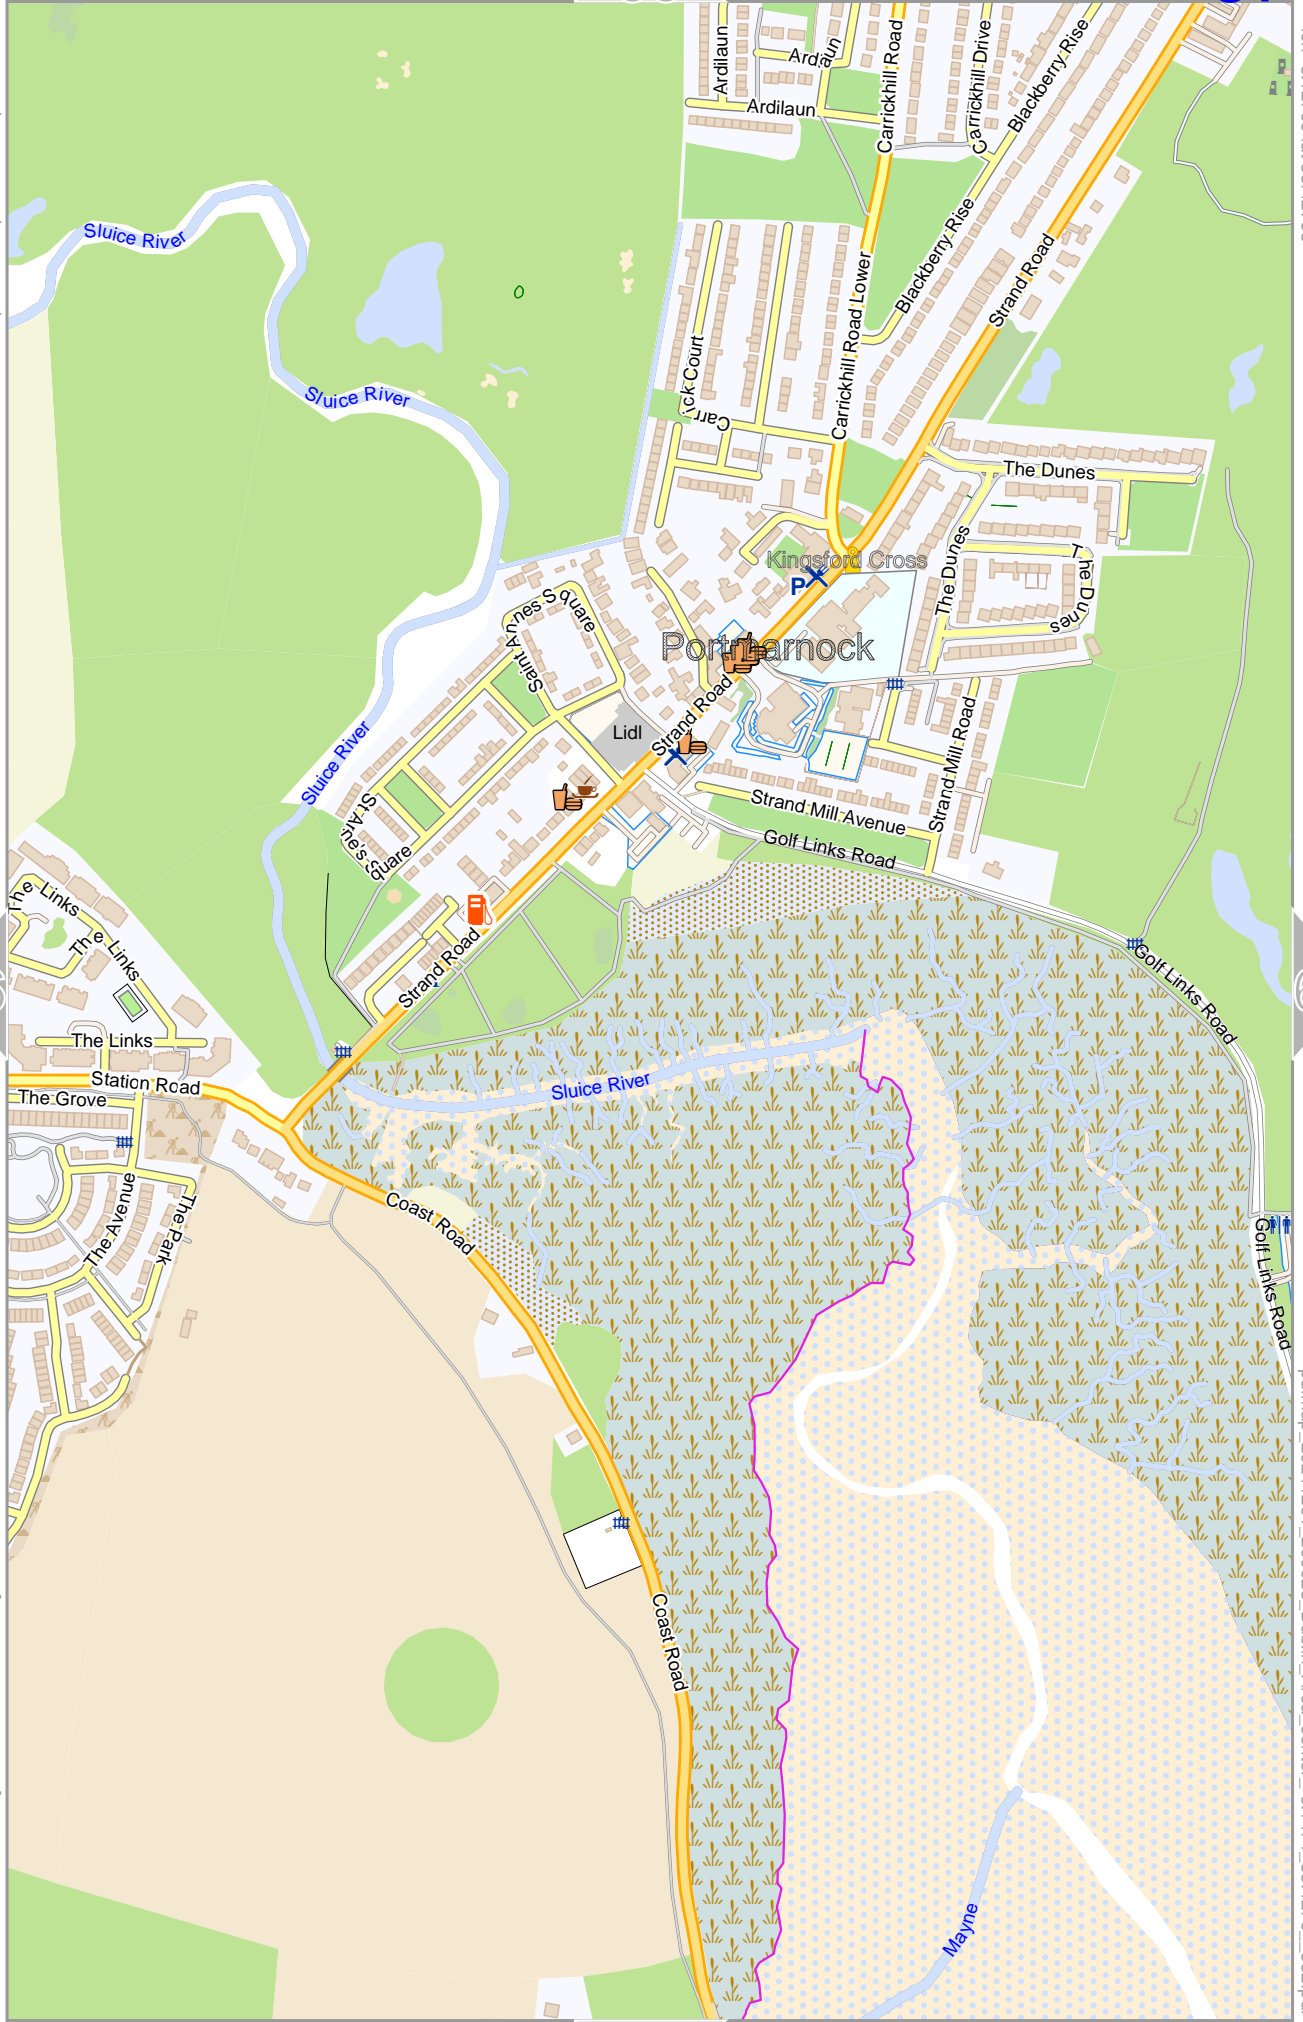 Ardilaun
Ardilaun
Ardilaun
Carrickhill Road
Carrickhill Drive
Blackberry Rise
Sluice River
Blackberry Rise
Strand Road
Carrickhill Road Lower
Carrick Court
Sluice River
The Dunes
Kingsford Cross
P
The Dunes
The Dunes
Saint Annes Square
Portmarnock
Lidl
Strand Road
Sluice River
Strand Mill Road
Strand Mill Avenue
Golf Links Road
St Anne's Square
The Links
The Links
Strand Road
Golf Links Road
The Links
Station Road
The Grove
Sluice River
The Avenue
The Park
Coast Road
Golf Links Road
Coast Road
Mayne